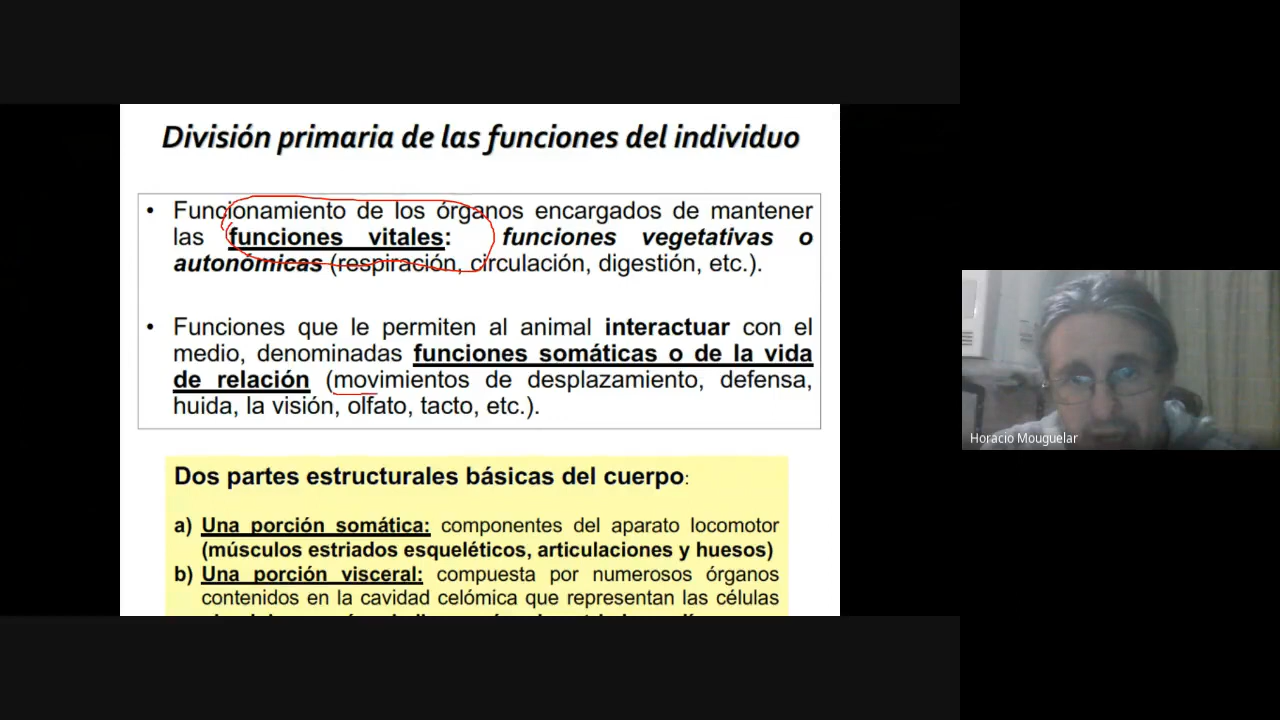 División primaria de las funciones del individuo
• Funcionamiento de los órganos encargados de mantener
las funciones vitales: funciones vegetativas o
autonómicas (respiración, circulación, digestión, etc.).
• Funciones que le permiten al animal interactuar con el
medio, denominadas funciones somáticas o de la vida
de relación (movimientos de desplazamiento, defensa,
huida, la visión, olfato, tacto, etc.).
Dos partes estructurales básicas del cuerpo:
a) Una porción somática: componentes del aparato locomotor
(músculos estriados esqueléticos, articulaciones y huesos)
b) Una porción visceral: compuesta por numerosos órganos
contenidos en la cavidad celómica que representan las células
Horacio Mouguelar